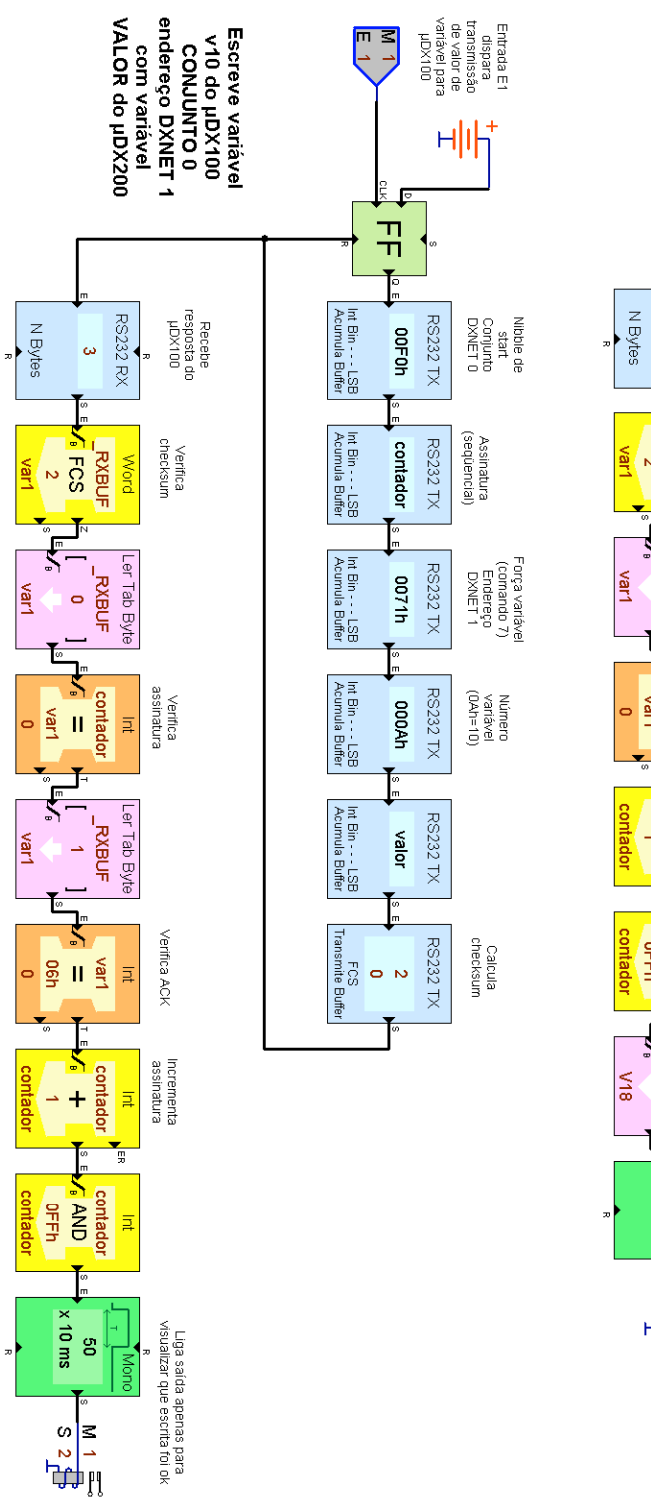 Entrada E1
dispara
transmissão
de valor de
variável para
µDX100
M 1
E 1
+
D
CLK
S
FF
R
Q
Nibble de
start
Conjunto
DXNET 0
E
RS232 TX
00F0h
Int Bin - - - LSB
Acumula Buffer
S
Assinatura
(seqüencial)
E
RS232 TX
contador
Int Bin - - - LSB
Acumula Buffer
S
Força variável
(comando 7)
Endereço
DXNET 1
E
RS232 TX
0071h
Int Bin - - - LSB
Acumula Buffer
S
Número
variável
(0Ah=10)
E
RS232 TX
000Ah
Int Bin - - - LSB
Acumula Buffer
S
E
RS232 TX
valor
Int Bin - - - LSB
Acumula Buffer
S
Calcula
checksum
E
RS232 TX
2
0
FCS
Transmite Buffer
S
Escreve variável
v10 do µDX100
CONJUNTO 0
endereço DXNET 1
com variável
VALOR do µDX200
Recebe
resposta do
µDX100
R
E
RS232 RX
3
N Bytes
R
S
Verifica
checksum
E
B
Word
_RXBUF
FCS
2
var1
Z
S
E
B
Ler Tab Byte
_RXBUF
[ 0 ]
var1
S
Verifica
assinatura
E
B
Int
contador
=
var1
0
T
S
E
B
Ler Tab Byte
_RXBUF
[ 1 ]
var1
S
Verifica ACK
E
B
Int
var1
=
06h
0
T
S
Incrementa
assinatura
E
B
Int
contador
+
1
contador
ER
S
E
B
Int
contador
AND
0FFh
contador
S
Liga saída apenas para
visualizar que escrita foi ok
R
E
Mono
T
50
x 10 ms
R
S
M 1
S 2
N Bytes
R
2
var1
S
var1
var1
0
S
1
contador
0FFh
contador
B
V18
R